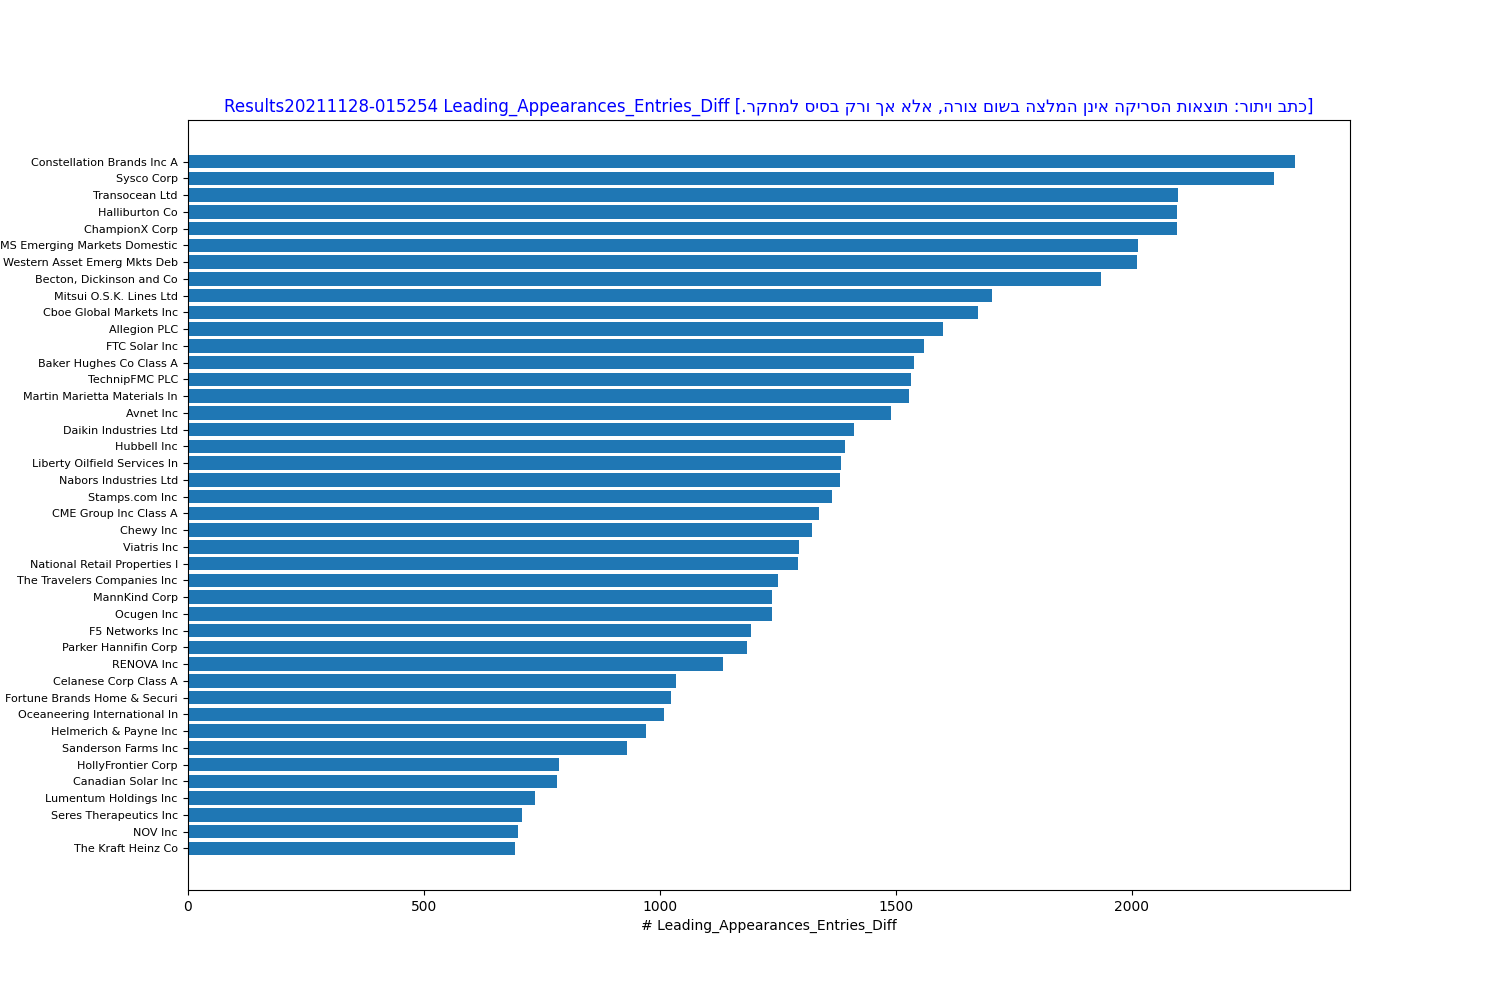 Results20211128-015254 Leading_Appearances_Entries_Diff [כתב ויתור: תוצאות הסריקה אינן המלצה בשום צורה, אלא אך ורק בסיס למחקר.]
Constellation Brands Inc A
Sysco Corp
Transocean Ltd
Halliburton Co
ChampionX Corp
MS Emerging Markets Domestic
Western Asset Emerg Mkts Deb
Becton, Dickinson and Co
Mitsui O.S.K. Lines Ltd
Cboe Global Markets Inc
Allegion PLC
FTC Solar Inc
Baker Hughes Co Class A
TechnipFMC PLC
Martin Marietta Materials In
Avnet Inc
Daikin Industries Ltd
Hubbell Inc
Liberty Oilfield Services In
Nabors Industries Ltd
Stamps.com Inc
CME Group Inc Class A
Chewy Inc
Viatris Inc
National Retail Properties I
The Travelers Companies Inc
MannKind Corp
Ocugen Inc
F5 Networks Inc
Parker Hannifin Corp
RENOVA Inc
Celanese Corp Class A
Fortune Brands Home & Securi
Oceaneering International In
Helmerich & Payne Inc
Sanderson Farms Inc
HollyFrontier Corp
Canadian Solar Inc
Lumentum Holdings Inc
Seres Therapeutics Inc
NOV Inc
The Kraft Heinz Co
0 500 1000 1500 2000
# Leading_Appearances_Entries_Diff